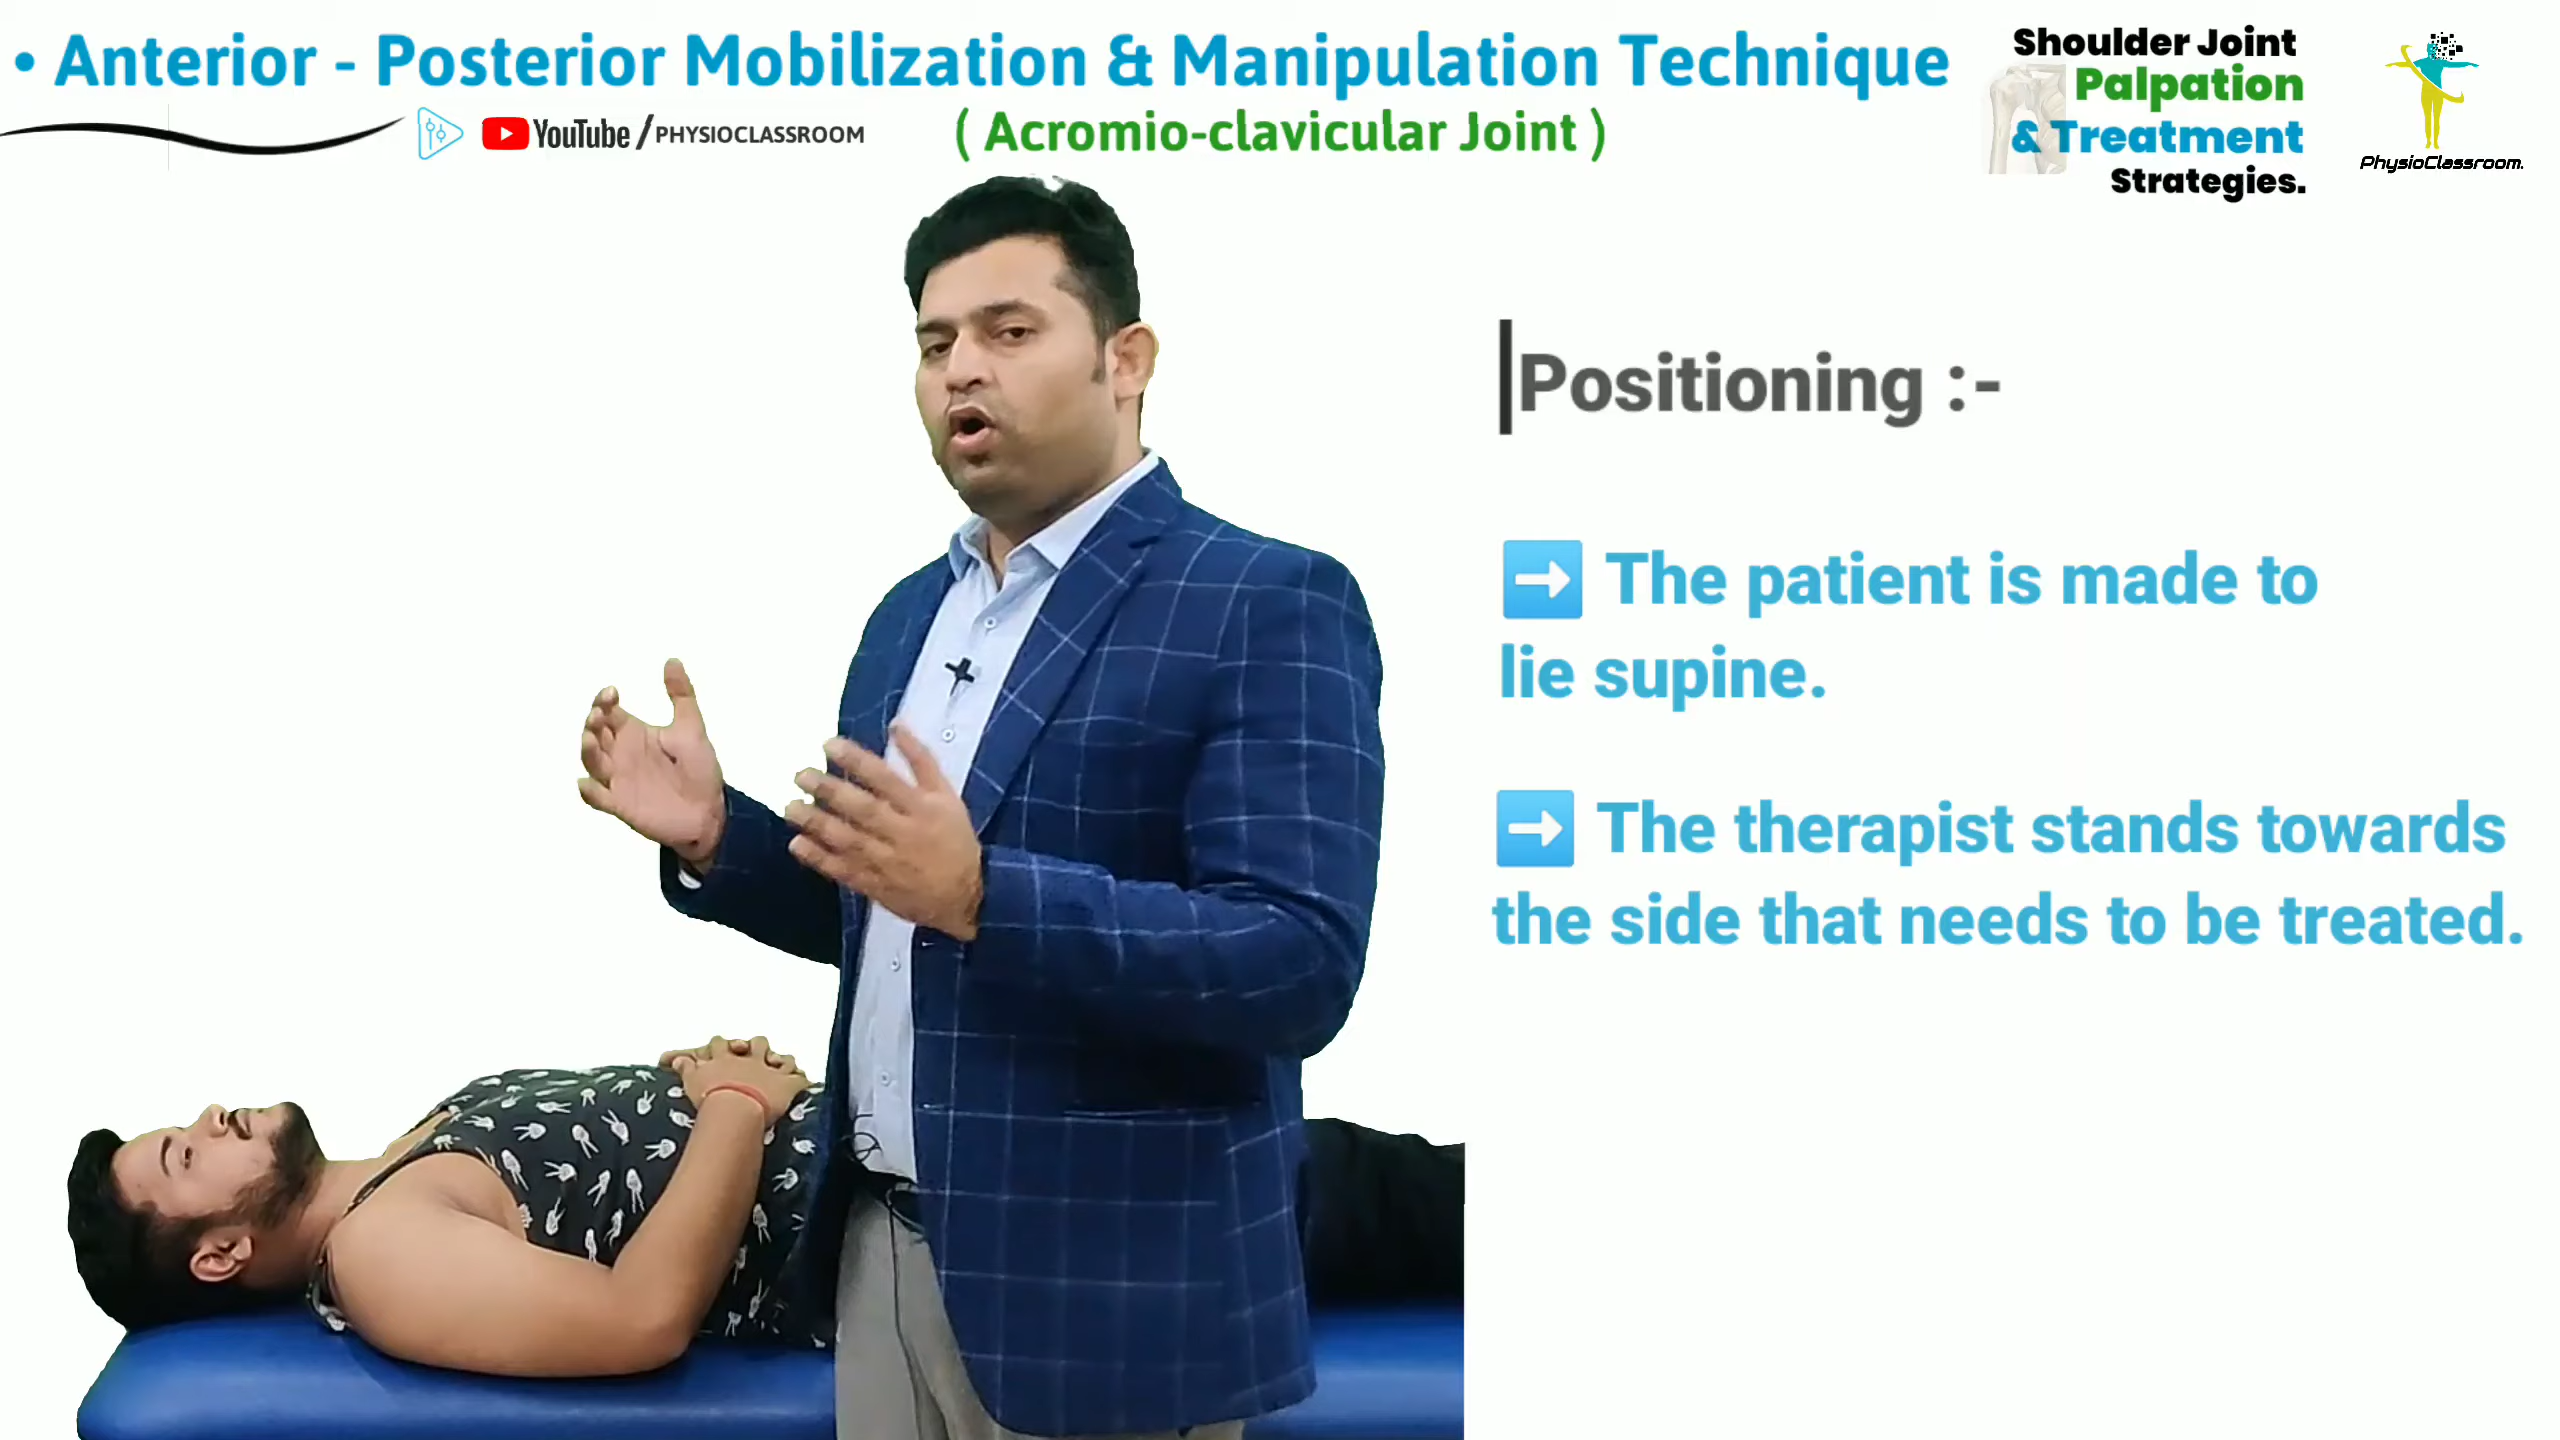 • Anterior - Posterior Mobilization & Manipulation Technique
YouTube /PHYSIOCLASSROOM
( Acromio-clavicular Joint )
Shoulder Joint
Palpation
& Treatment
Strategies.
PhysioClassroom.
Positioning :-
➡ The patient is made to
lie supine.
➡ The therapist stands towards
the side that needs to be treated.